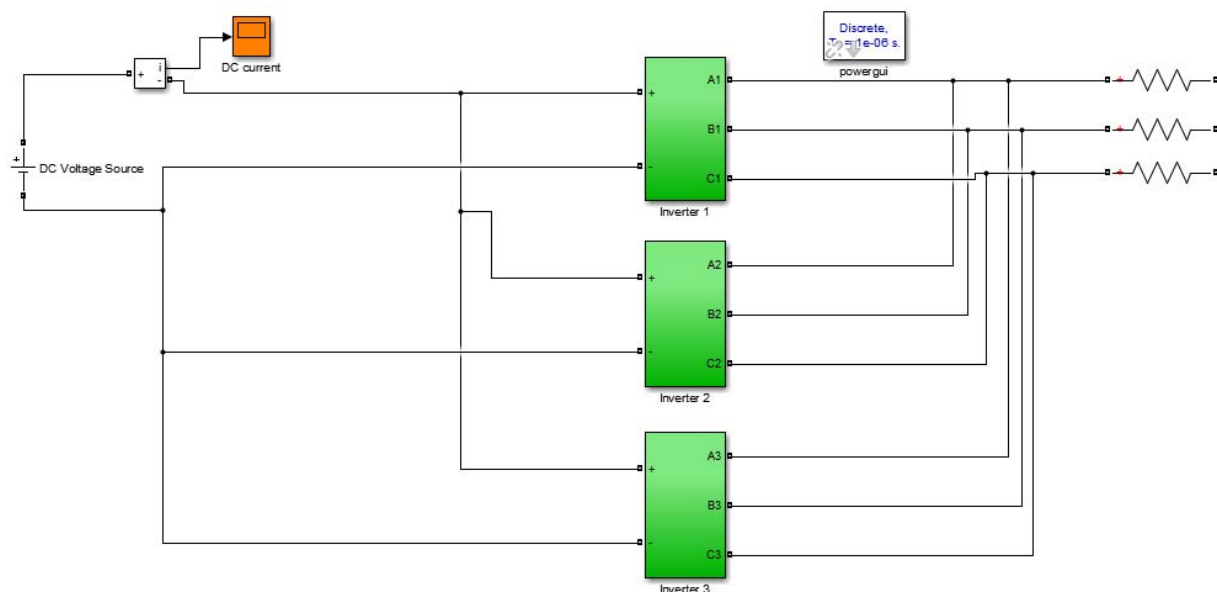 Discrete,
Ts = 1e-06 s.
powergui
i
+
-
DC current
+
DC Voltage Source
+
-
A1
B1
C1
Inverter 1
+
+
+
+
-
A2
B2
C2
Inverter 2
+
-
A3
B3
C3
Inverter 3